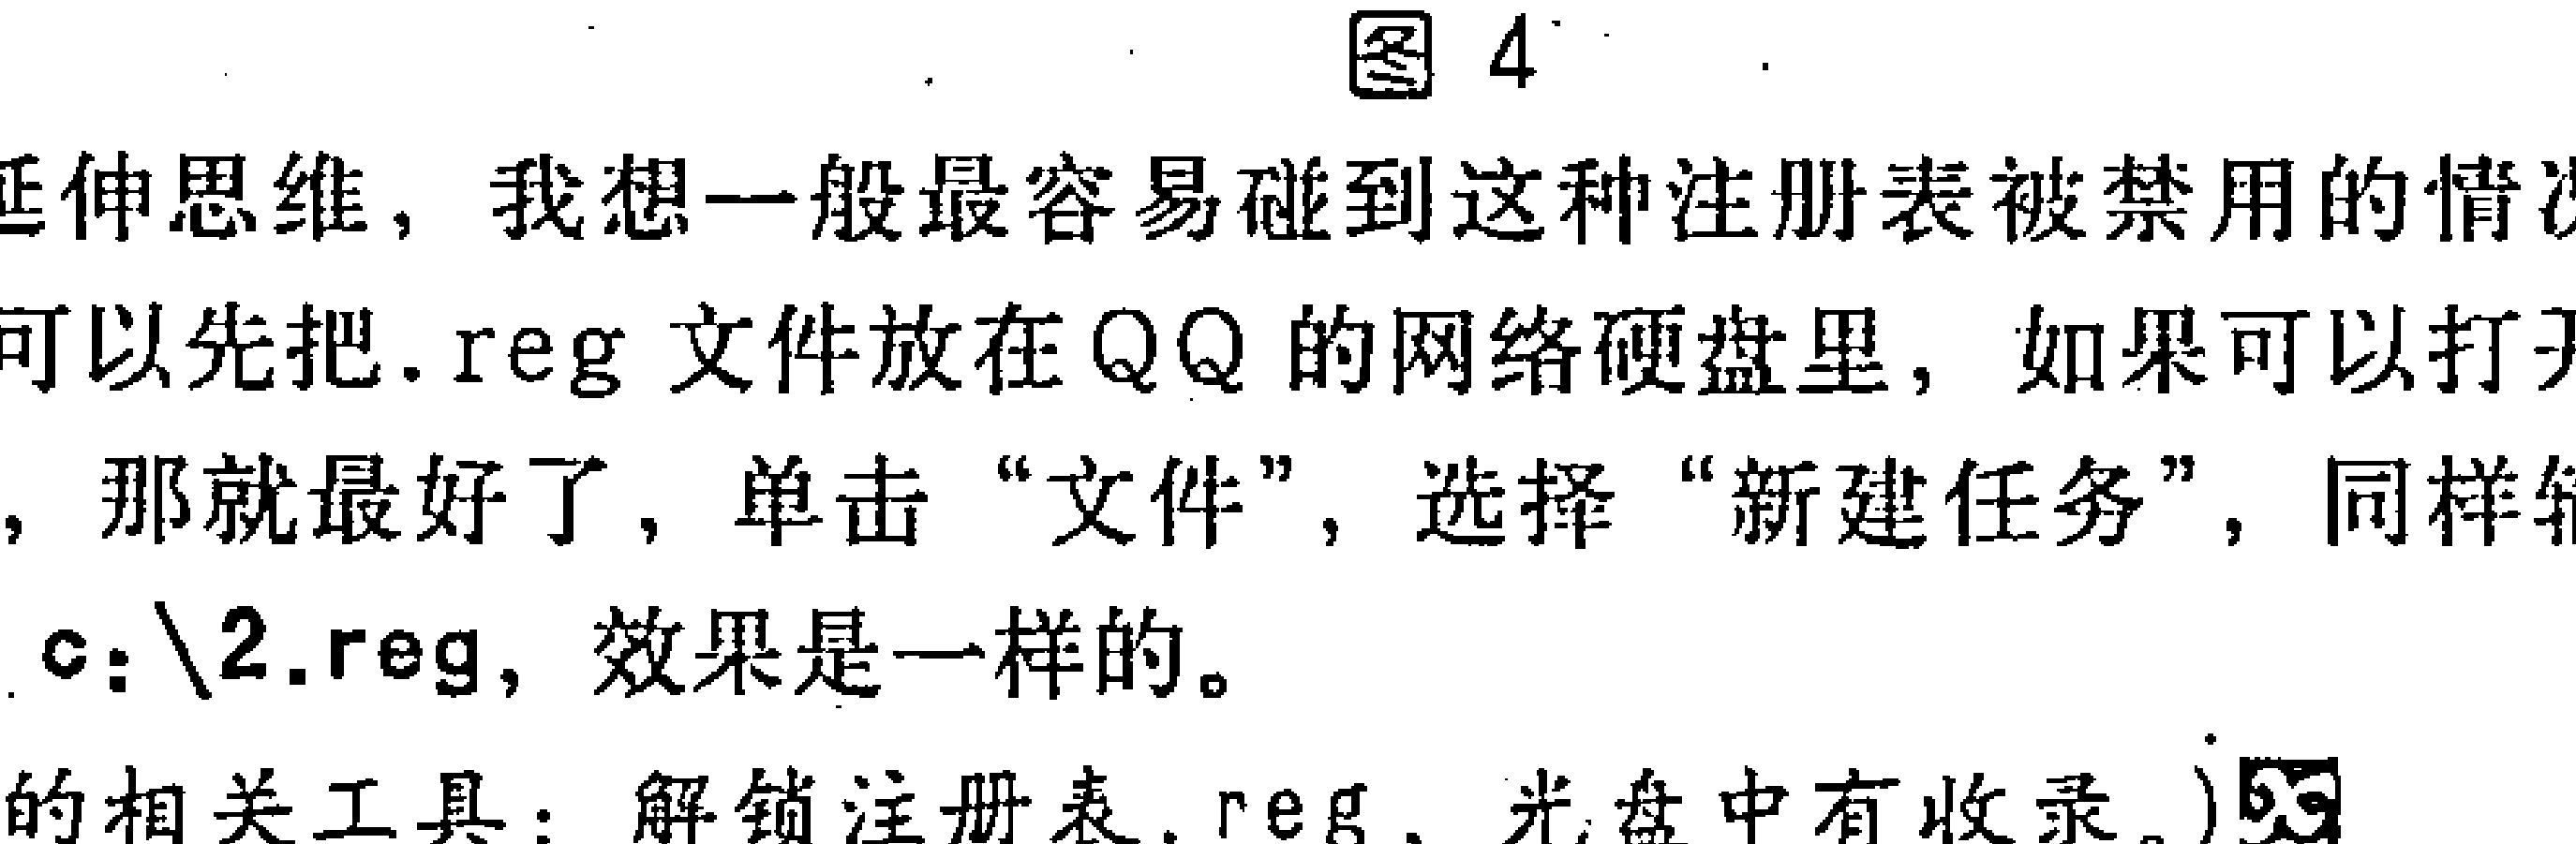 图 4
延伸思维，我想一般最容易碰到这种注册表被禁用的情况
可以先把.reg 文件放在QQ 的网络硬盘里，如果可以打开
，那就最好了，单击“文件”，选择“新建任务”，同样输
c:\2.reg，效果是一样的。
的相关工具：解锁注册表.reg，光盘中有收录。)